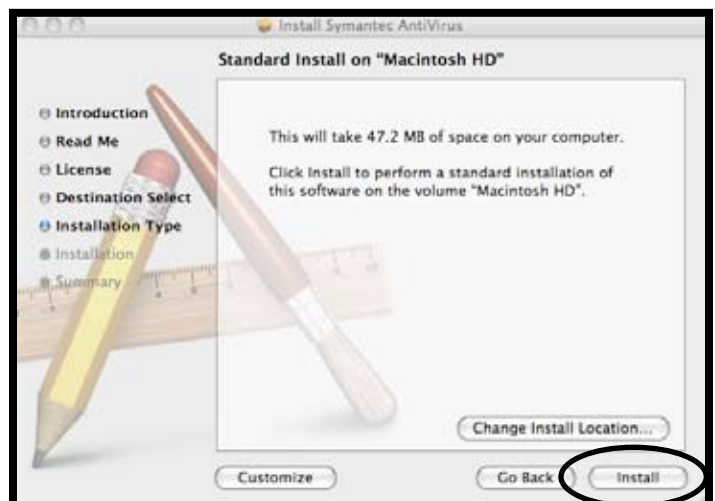 Install Symantec AntiVirus
Standard Install on "Macintosh HD"
Introduction
Read Me
License
Destination Select
Installation Type
Installation
Summary
This will take 47.2 MB of space on your computer.
Click Install to perform a standard installation of
this software on the volume "Macintosh HD".
Change Install Location...
Customize
Go Back
Install